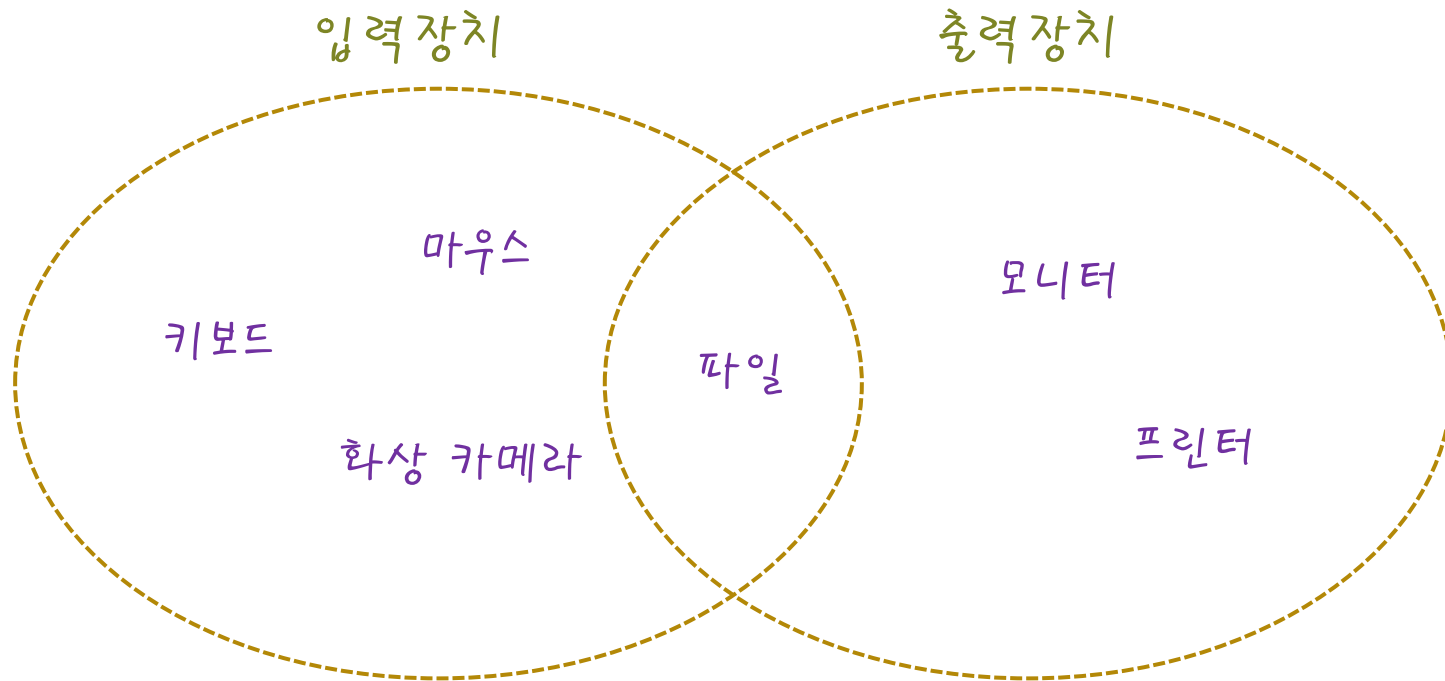 입력장치
출력장치
마우스
모니터
키보드
파일
프린터
화상 카메라